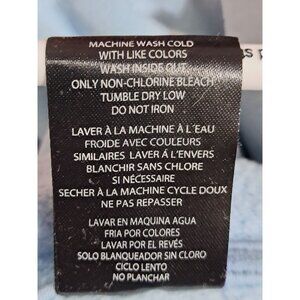 MACHINE WASH COLD
WITH LIKE COLORS
WASH INSIDE OUT
ONLY NON-CHLORINE BLEACH
TUMBLE DRY LOW
DO NOT IRON
LAVER À LA MACHINE À L'EAU
FROIDE AVEC COULEURS
SIMILAIRES LAVER Á L'ENVERS
BLANCHIR SANS CHLORE
SI NÉCESSAIRE
SECHER À LA MACHINE CYCLE DOUX
NE PAS REPASSER
LAVAR EN MAQUINA AGUA
FRIA POR COLORES
LAVAR POR EL REVÉS
SOLO BLANQUEADOR SIN CLORO
CICLO LENTO
NO PLANCHAR